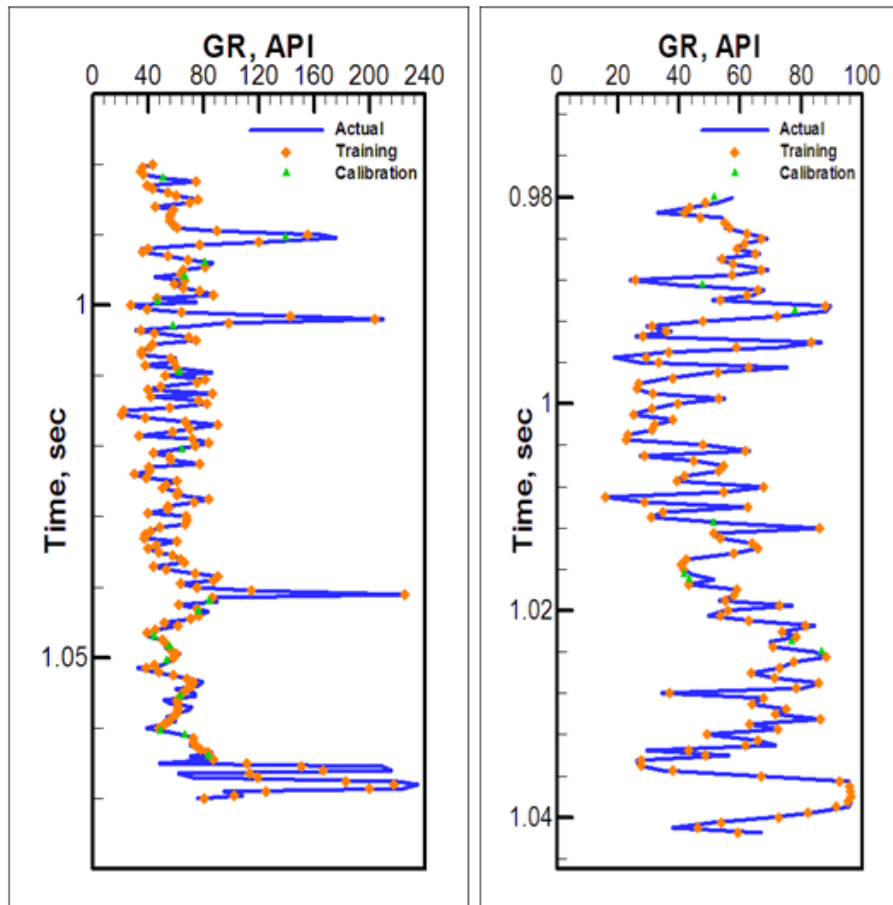 GR, API
0 40 80 120 160 200 240
Actual
Training
Calibration
1
1.05
Time, sec
GR, API
0 20 40 60 80 100
Actual
Training
Calibration
0.98
1
1.02
1.04
Time, sec